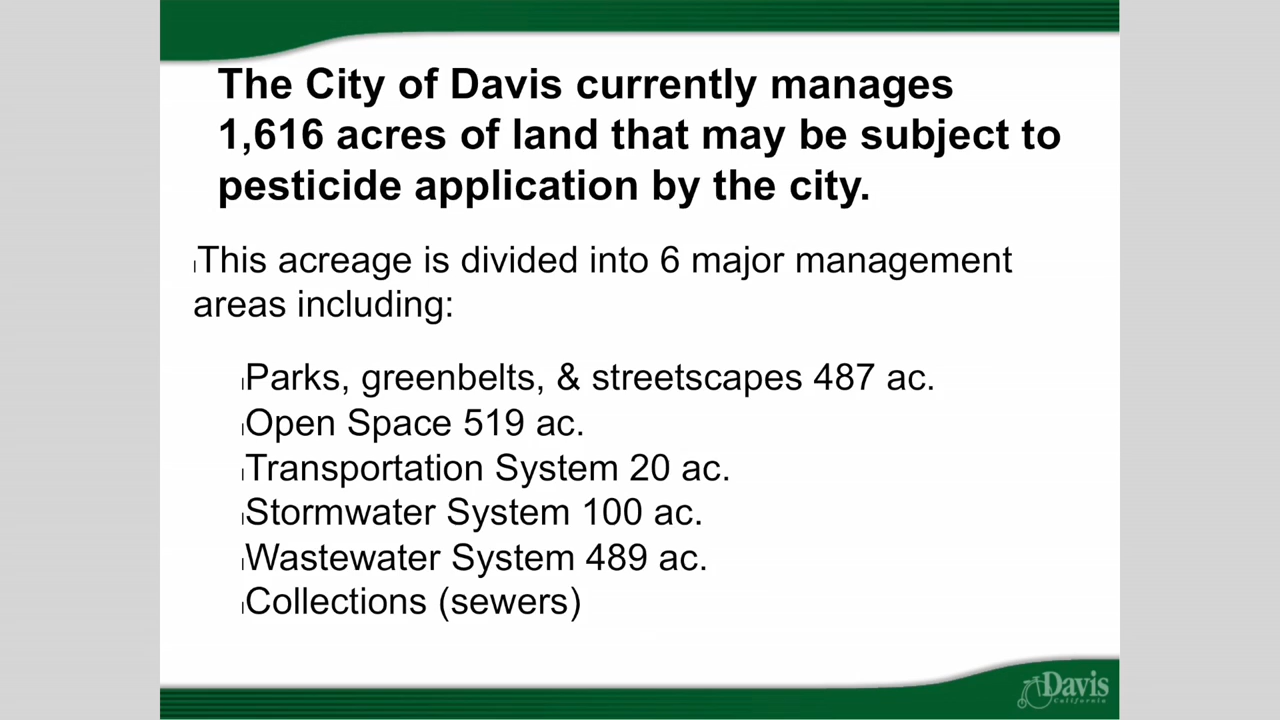 The City of Davis currently manages
1,616 acres of land that may be subject to
pesticide application by the city.
This acreage is divided into 6 major management
areas including:
Parks, greenbelts, & streetscapes 487 ac.
Open Space 519 ac.
Transportation System 20 ac.
Stormwater System 100 ac.
Wastewater System 489 ac.
Collections (sewers)
Davis
California